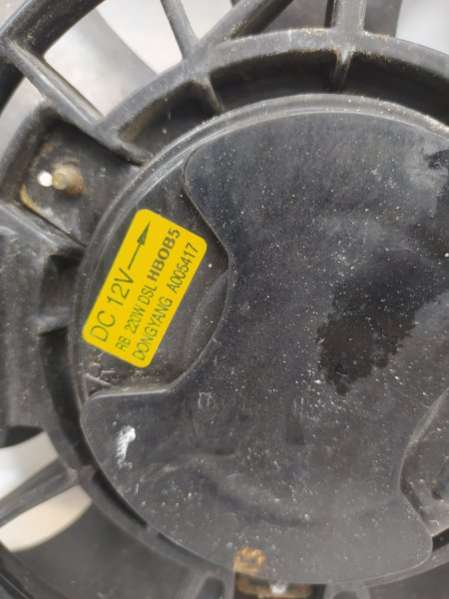 DC 12V →
RB 220W DSL HB0B5
DONGYANG A005417